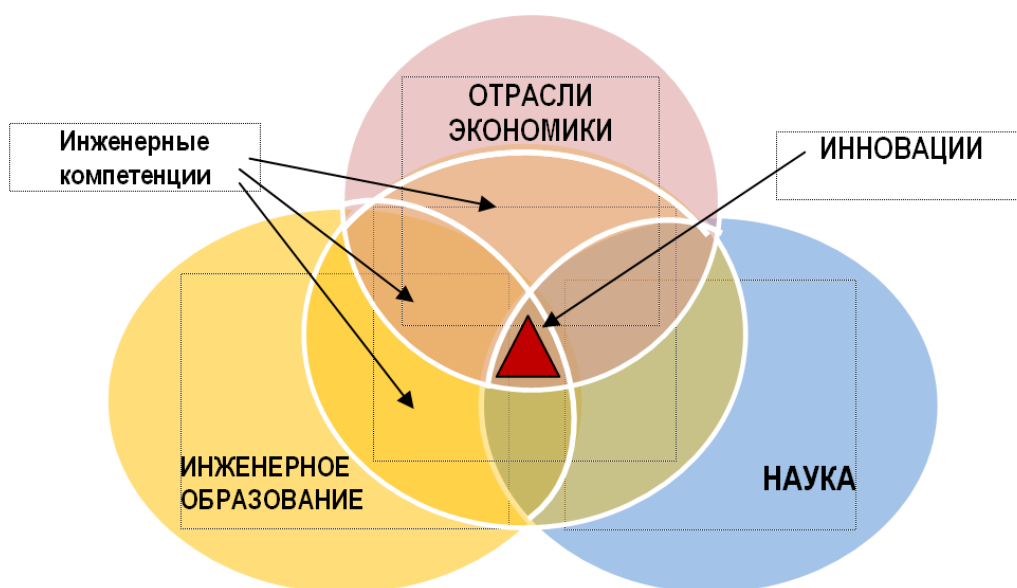 ОТРАСЛИ
ЭКОНОМИКИ
Инженерные
компетенции
ИННОВАЦИИ
ИНЖЕНЕРНОЕ
ОБРАЗОВАНИЕ
НАУКА